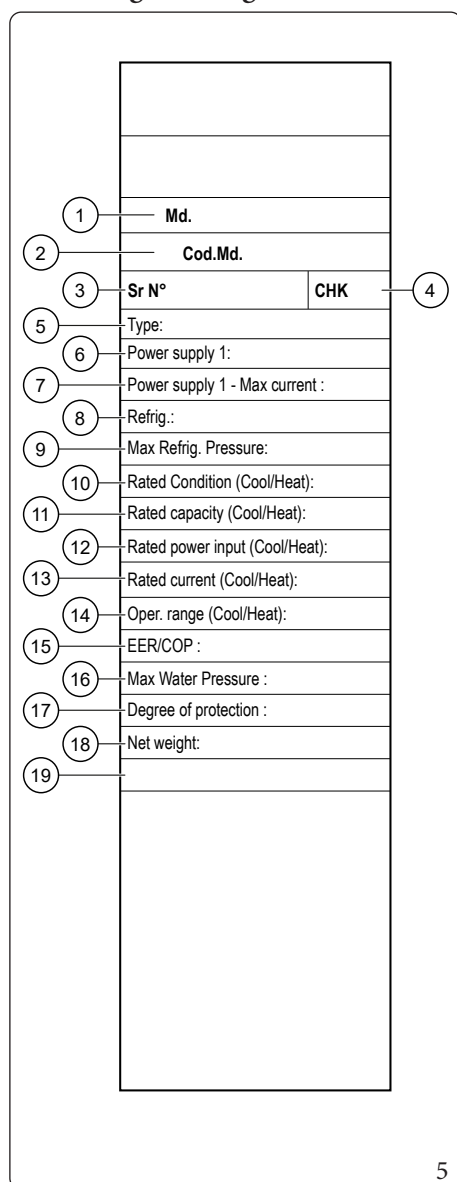 1 Md.
2 Cod.Md.
3 Sr N° CHK 4
5 Type:
6 Power supply 1:
7 Power supply 1 - Max current :
8 Refrig.:
9 Max Refrig. Pressure:
10 Rated Condition (Cool/Heat):
11 Rated capacity (Cool/Heat):
12 Rated power input (Cool/Heat):
13 Rated current (Cool/Heat):
14 Oper. range (Cool/Heat):
15 EER/COP :
16 Max Water Pressure :
17 Degree of protection :
18 Net weight:
19
5